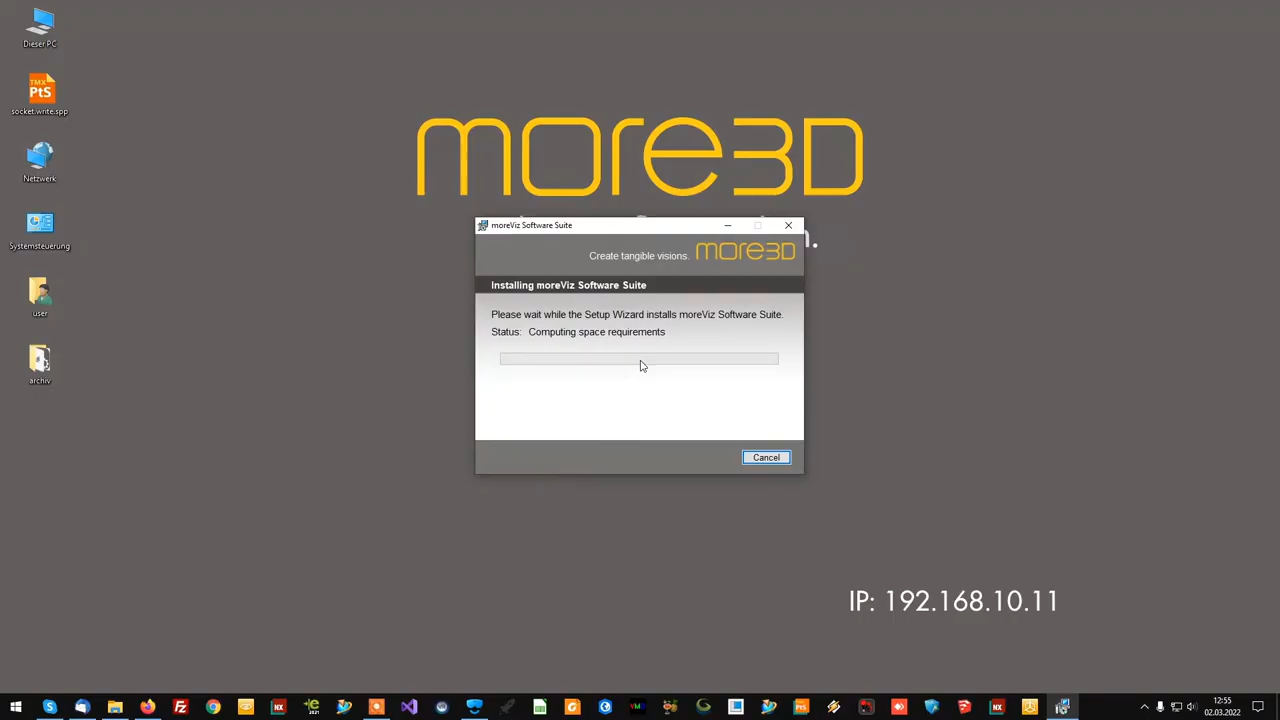 Dieser PC
TMX
PtS
socket.write.spp
Netzwerk
Systemsteuerung
user
archiv
more3D
moreViz Software Suite
Create tangible visions. more3D
Installing moreViz Software Suite
Please wait while the Setup Wizard installs moreViz Software Suite.
Status: Computing space requirements
Cancel
IP: 192.168.10.11
12:55
02.03.2022